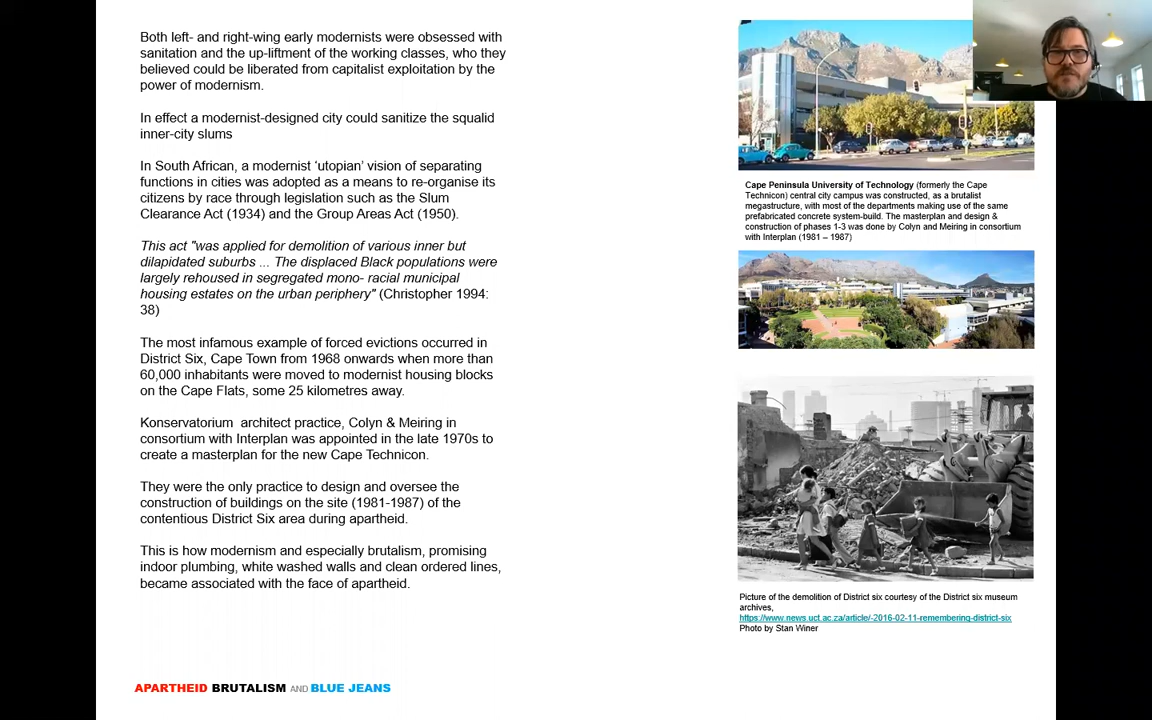 Both left- and right-wing early modernists were obsessed with
sanitation and the up-liftment of the working classes, who they
believed could be liberated from capitalist exploitation by the
power of modernism.
In effect a modernist-designed city could sanitize the squalid
inner-city slums
In South African, a modernist ‘utopian’ vision of separating
functions in cities was adopted as a means to re-organise its
citizens by race through legislation such as the Slum
Clearance Act (1934) and the Group Areas Act (1950).
This act "was applied for demolition of various inner but
dilapidated suburbs ... The displaced Black populations were
largely rehoused in segregated mono- racial municipal
housing estates on the urban periphery" (Christopher 1994:
38)
The most infamous example of forced evictions occurred in
District Six, Cape Town from 1968 onwards when more than
60,000 inhabitants were moved to modernist housing blocks
on the Cape Flats, some 25 kilometres away.
Konservatorium architect practice, Colyn & Meiring in
consortium with Interplan was appointed in the late 1970s to
create a masterplan for the new Cape Technicon.
They were the only practice to design and oversee the
construction of buildings on the site (1981-1987) of the
contentious District Six area during apartheid.
This is how modernism and especially brutalism, promising
indoor plumbing, white washed walls and clean ordered lines,
became associated with the face of apartheid.
Cape Peninsula University of Technology (formerly the Cape
Technicon) central city campus was constructed, as a brutalist
megastructure, with most of the departments making use of the same
prefabricated concrete system-build. The masterplan and design &
construction of phases 1-3 was done by Colyn and Meiring in consortium
with Interplan (1981 – 1987)
Picture of the demolition of District six courtesy of the District six museum
archives,
https://www.news.uct.ac.za/article/-2016-02-11-remembering-district-six
Photo by Stan Winer
APARTHEID BRUTALISM AND BLUE JEANS